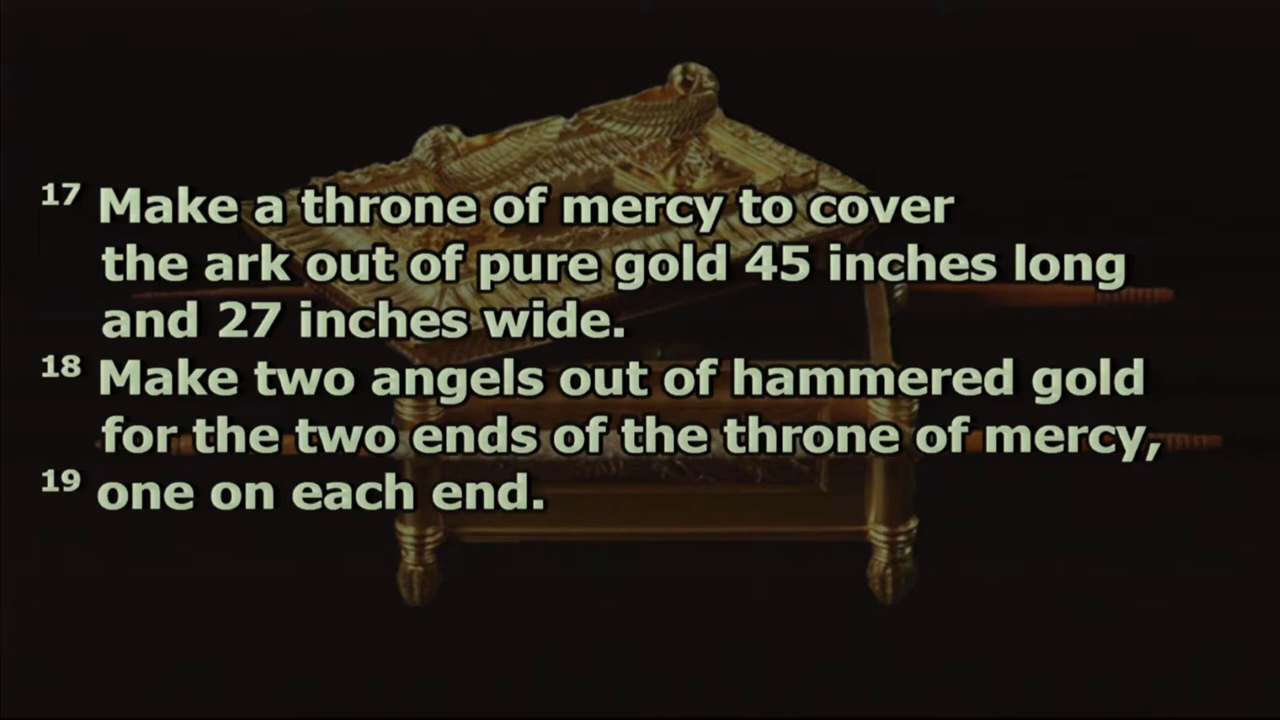 17 Make a throne of mercy to cover
the ark out of pure gold 45 inches long
and 27 inches wide.
18 Make two angels out of hammered gold
for the two ends of the throne of mercy,
19 one on each end.